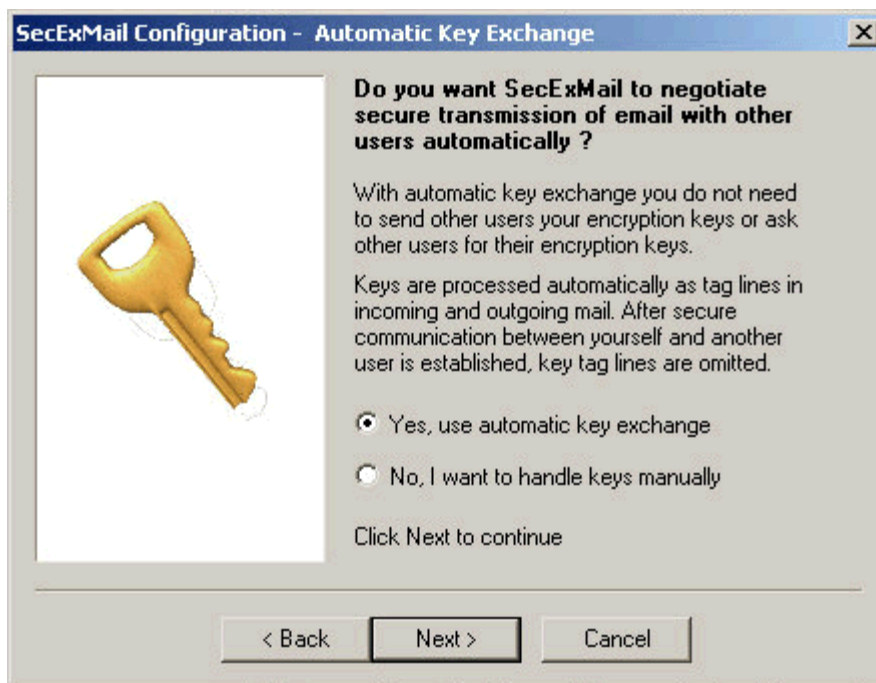 SecExMail Configuration -  Automatic Key Exchange
Do you want SecExMail to negotiate
secure transmission of email with other
users automatically ?
With automatic key exchange you do not need
to send other users your encryption keys or ask
other users for their encryption keys.
Keys are processed automatically as tag lines in
incoming and outgoing mail. After secure
communication between yourself and another
user is established, key tag lines are omitted.
Yes, use automatic key exchange
No, I want to handle keys manually
Click Next to continue
< Back
Next >
Cancel